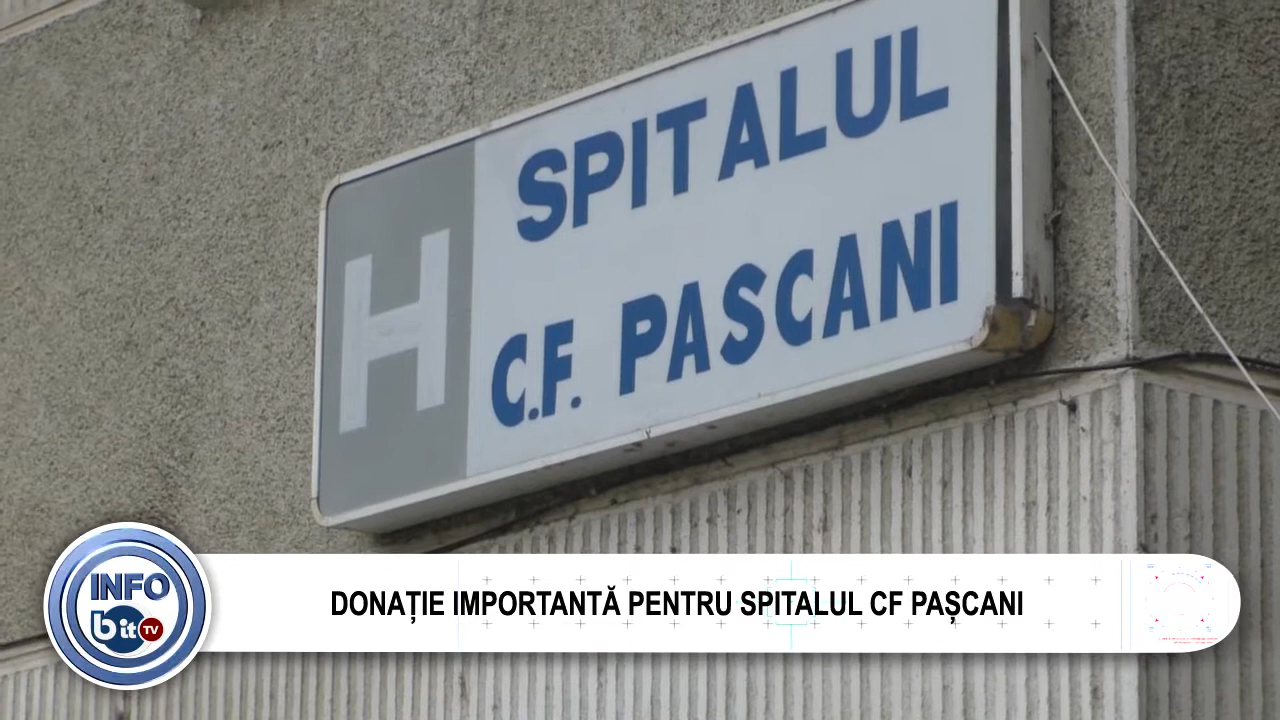 H
SPITALUL
C.F. PASCANI
INFO
bit TV
DONAȚIE IMPORTANTĂ PENTRU SPITALUL CF PAȘCANI